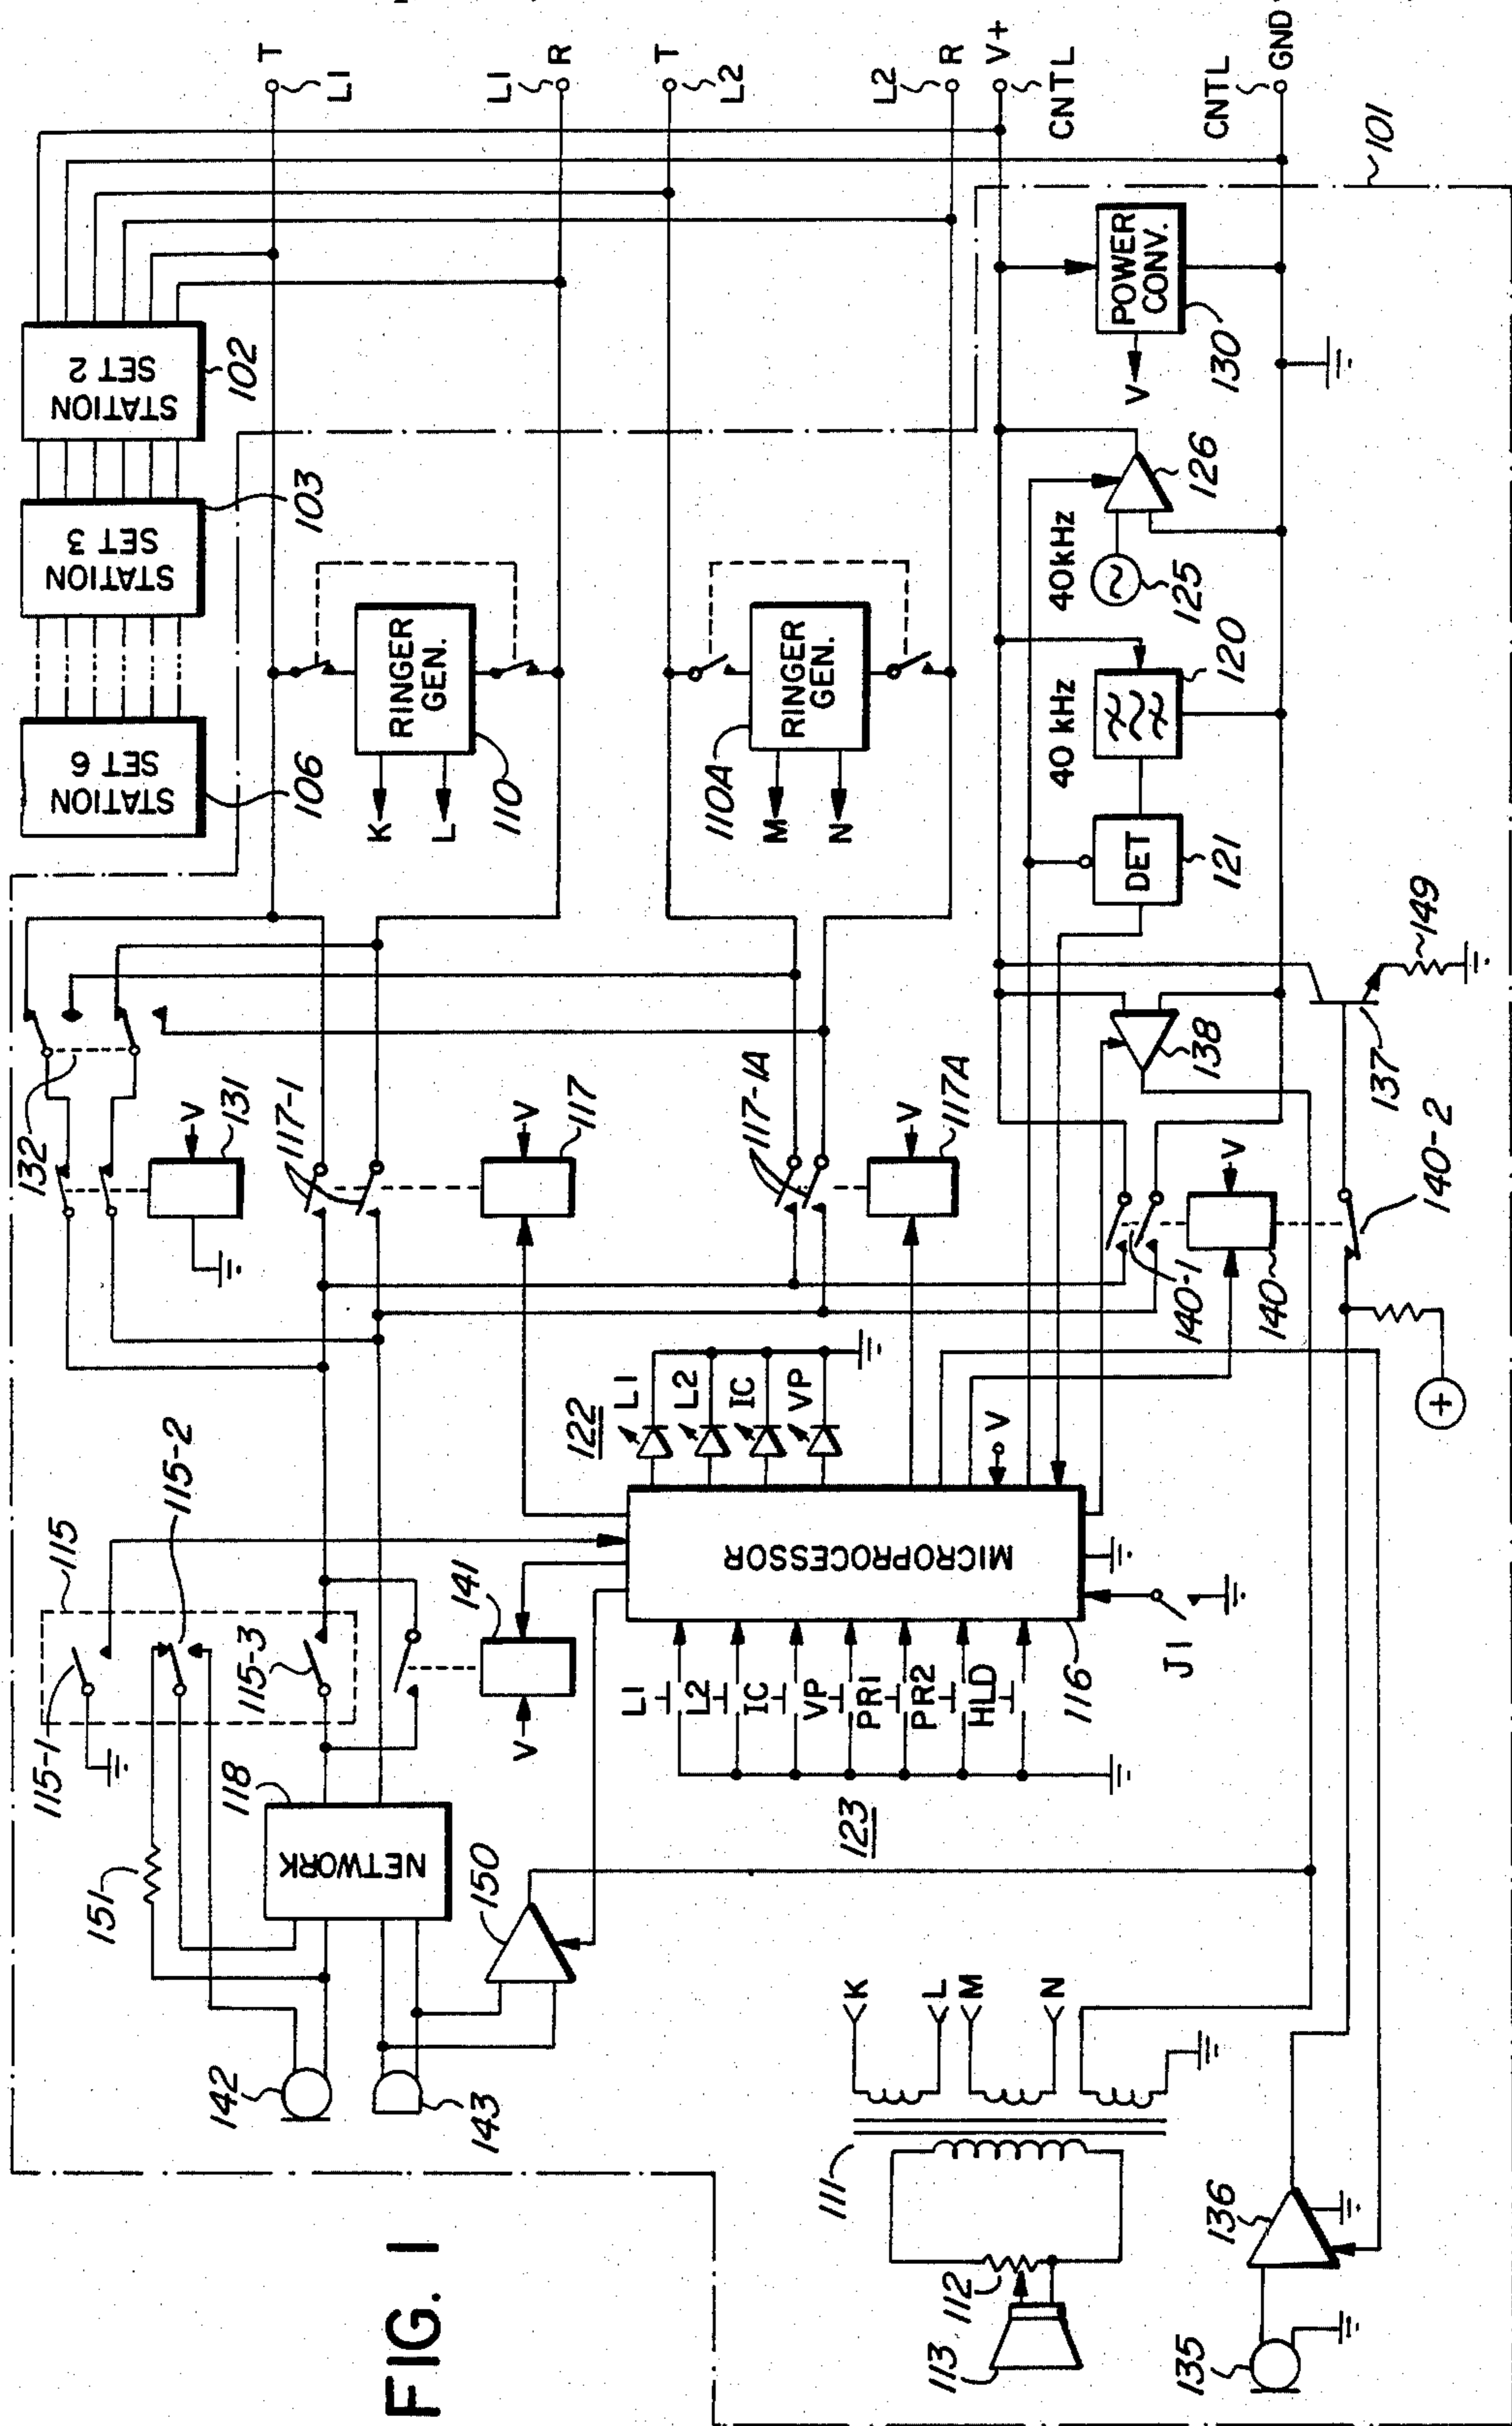 FIG. 1
T
L1
L1
R
T
L2
L2
R
V+
CNTL
CNTL
GND
101
STATION
SET 2
102
STATION
SET 3
103
STATION
SET 6
106
RINGER
GEN.
K
L
110
RINGER
GEN.
M
N
110A
POWER
CONV.
V
130
126
40kHz
125
40 kHz
120
DET
121
149
137
138
132
V
131
117-1
V
117
117-1A
V
117A
140-1
V
140
140-2
+
122
L1
L2
IC
VP
V
MICROPROCESSOR
116
J1
115
115-1
115-2
115-3
141
V
118
NETWORK
151
150
142
143
L1
L2
IC
VP
PR1
PR2
HLD
123
K
L
M
N
111
112
113
136
135